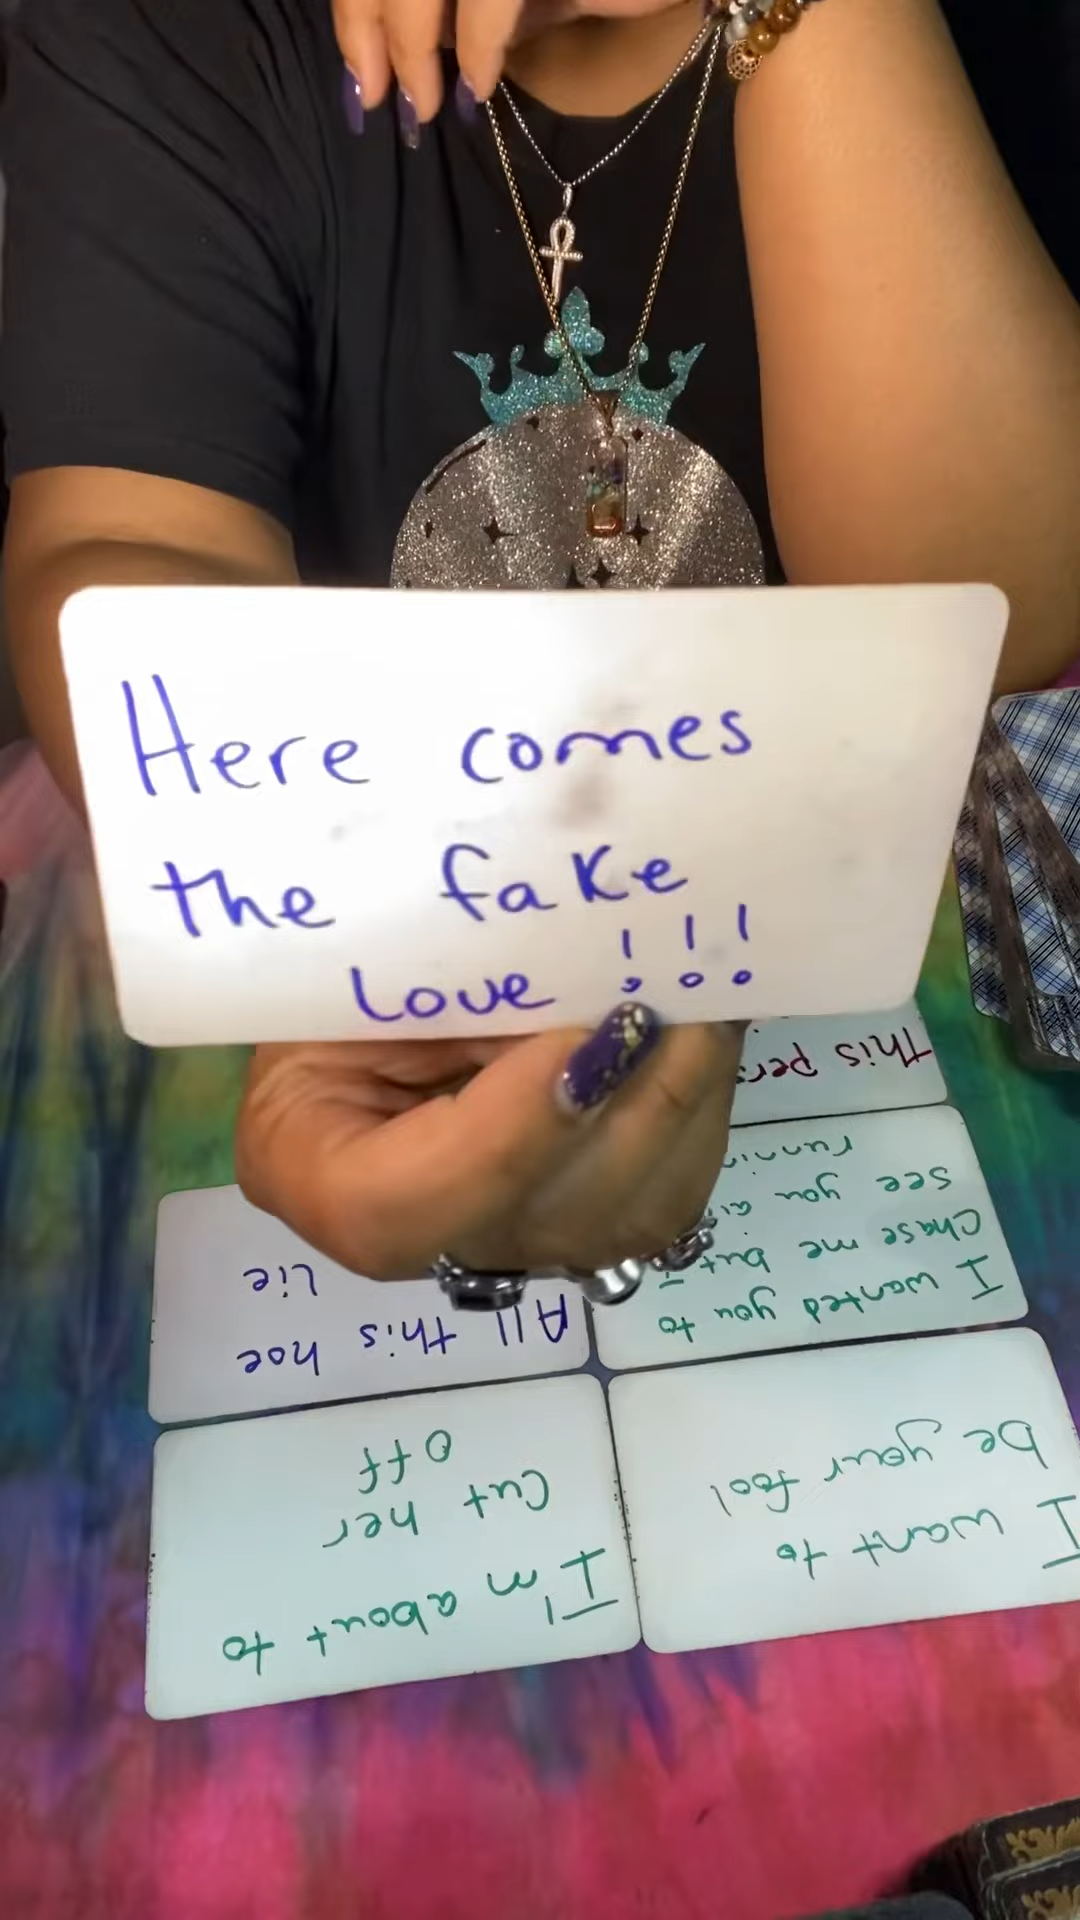 Here comes
the fake
love !!!
This
runnin
see you
chase me but I
I wanted you to
All this hoe
Lie
I want to
be your fool
I'm about to
cut her
off